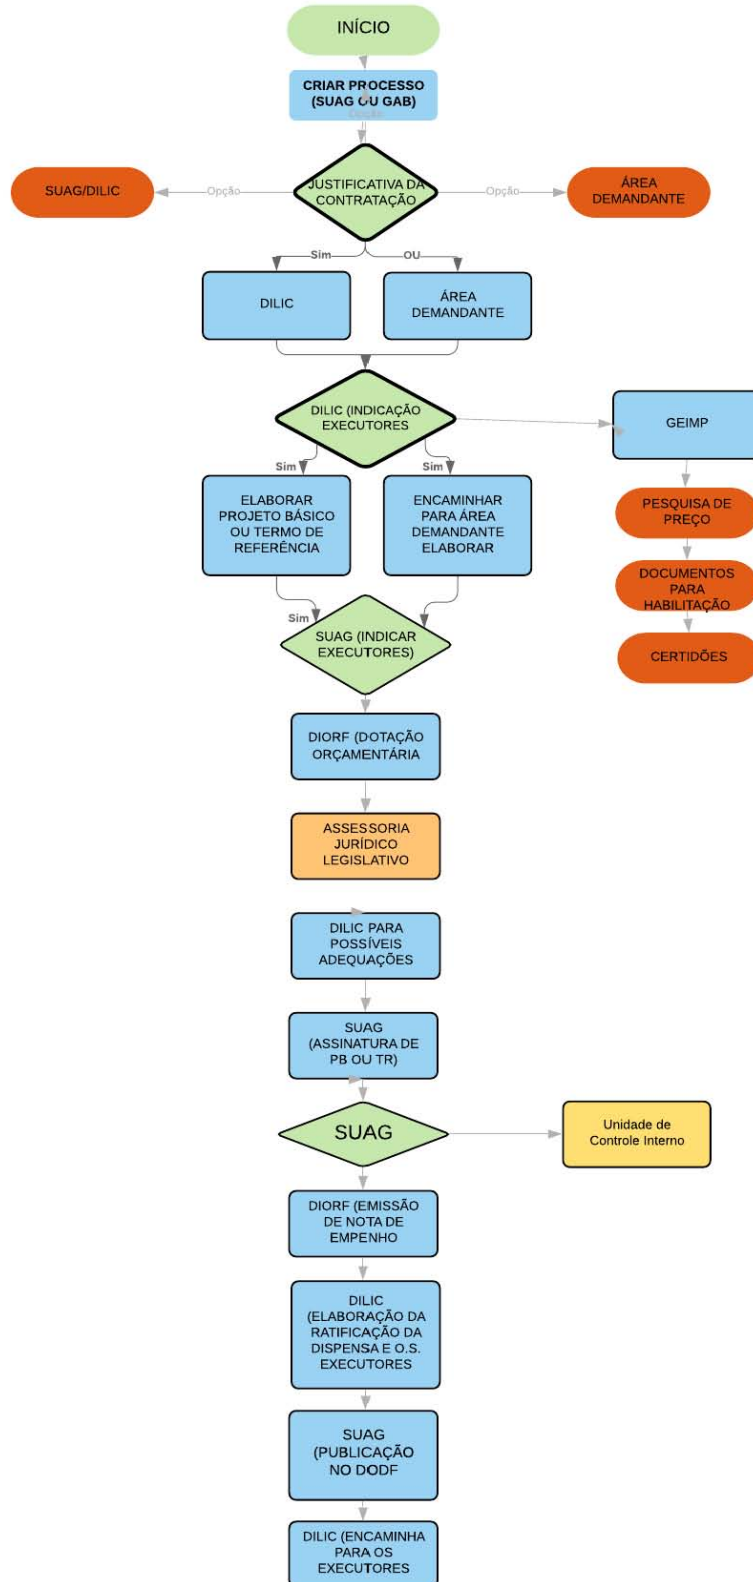 INÍCIO
CRIAR PROCESSO
(SUAG OU GAB)
Opção
JUSTIFICATIVA DA
CONTRATAÇÃO
SUAG/DILIC
Opção
Opção
ÁREA
DEMANDANTE
Sim
OU
DILIC
ÁREA
DEMANDANTE
DILIC (INDICAÇÃO
EXECUTORES
GEIMP
Sim
Sim
ELABORAR
PROJETO BÁSICO
OU TERMO DE
REFERÊNCIA
ENCAMINHAR
PARA ÁREA
DEMANDANTE
ELABORAR
PESQUISA DE
PREÇO
DOCUMENTOS
PARA
HABILITAÇÃO
CERTIDÕES
Sim
SUAG (INDICAR
EXECUTORES)
DIORF (DOTAÇÃO
ORÇAMENTÁRIA
ASSESSORIA
JURÍDICO
LEGISLATIVO
DILIC PARA
POSSÍVEIS
ADEQUAÇÕES
SUAG
(ASSINATURA DE
PB OU TR)
SUAG
Unidade de
Controle Interno
DIORF (EMISSÃO
DE NOTA DE
EMPENHO
DILIC
(ELABORAÇÃO DA
RATIFICAÇÃO DA
DISPENSA E O.S.
EXECUTORES
SUAG
(PUBLICAÇÃO
NO DODF
DILIC (ENCAMINHA
PARA OS
EXECUTORES